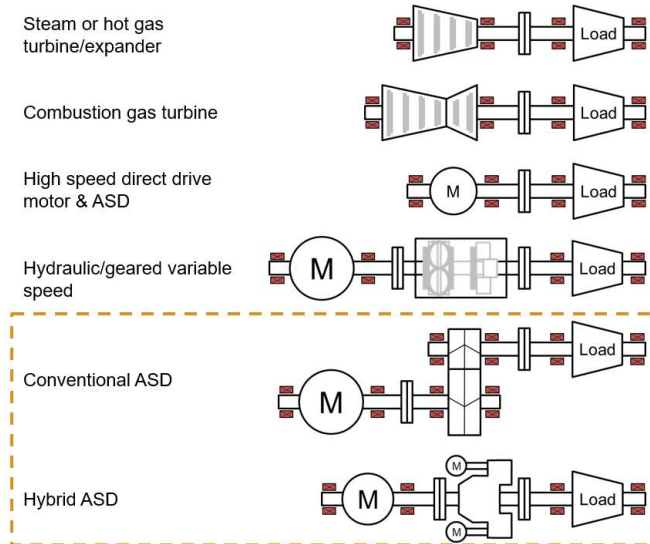 Steam or hot gas
turbine/expander
Load
Combustion gas turbine
Load
High speed direct drive
motor & ASD
M
Load
Hydraulic/geared variable
speed
M
Load
Conventional ASD
M
Load
Hybrid ASD
M
M
M
Load